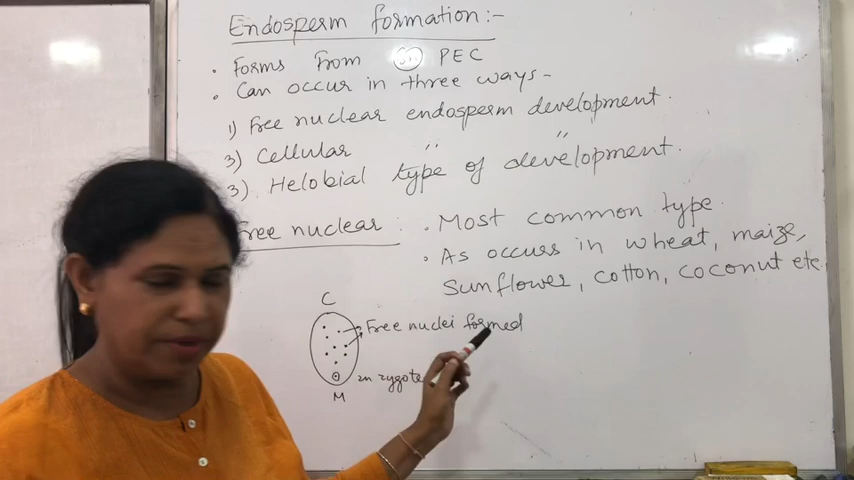 Endosperm formation:-
· Forms from 3n PEC
· Can occur in three ways-
1) Free nuclear endosperm development.
3) Cellular " "
3) Helobial type of development.
Free nuclear : · Most common type.
· As occurs in wheat, maize,
Sunflower, cotton, coconut etc.
C
Free nuclei formed
2n zygote
M